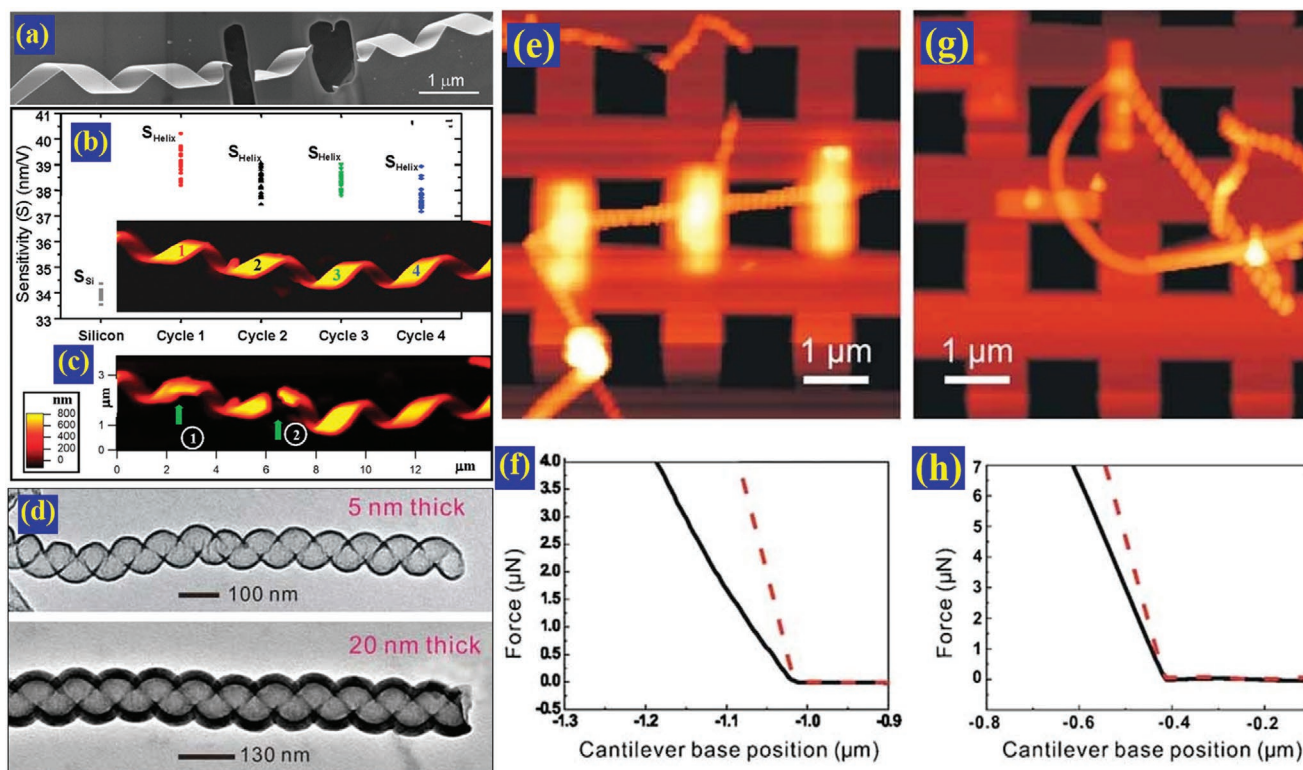 (a)
1 μm
(b)
Sensitivity (S) (nm/V)
41
40
39
38
37
36
35
34
33
S_Si
S_Helix
S_Helix
S_Helix
S_Helix
1
2
3
4
Silicon Cycle 1 Cycle 2 Cycle 3 Cycle 4
(c)
nm
800
600
400
200
0
μm
3
1
0
1
2
0 2 4 6 8 10 12 μm
(d)
5 nm thick
100 nm
20 nm thick
130 nm
(e)
1 μm
(f)
Force (μN)
4.0
3.5
3.0
2.5
2.0
1.5
1.0
0.5
0.0
-0.5
-1.3 -1.2 -1.1 -1.0 -0.9
Cantilever base position (μm)
(g)
1 μm
(h)
Force (μN)
7
6
5
4
3
2
1
0
-0.8 -0.6 -0.4 -0.2
Cantilever base position (μm)